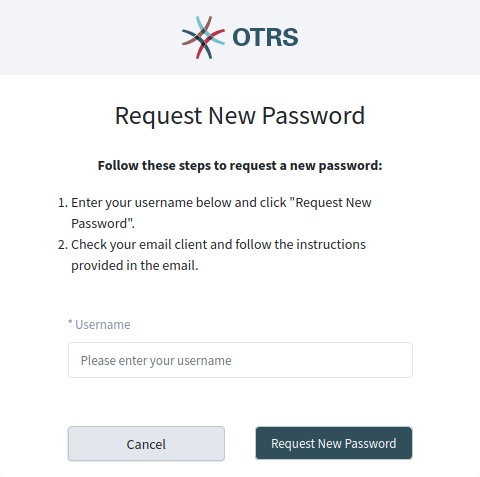 OTRS
Request New Password
Follow these steps to request a new password:
1. Enter your username below and click "Request New
Password".
2. Check your email client and follow the instructions
provided in the email.
* Username
Please enter your username
Cancel
Request New Password